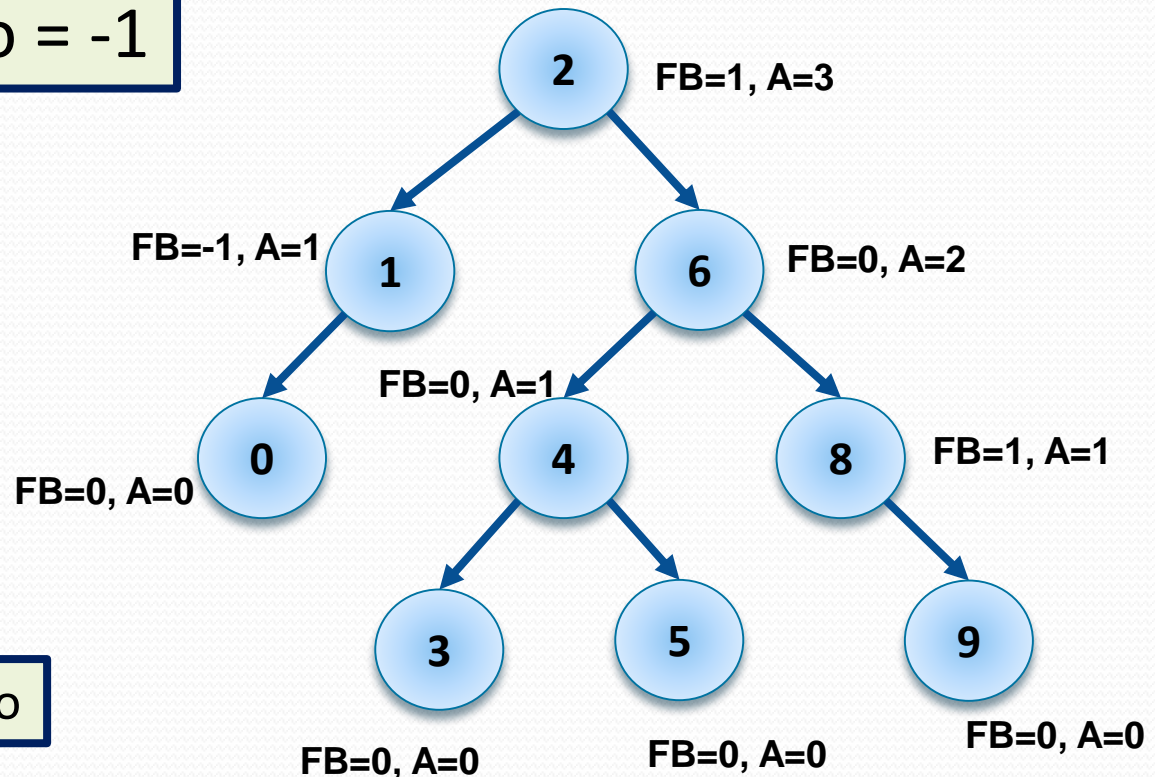 = -1
2
FB=1, A=3
FB=-1, A=1
1
6
FB=0, A=2
FB=0, A=1
0
4
8
FB=1, A=1
FB=0, A=0
3
5
9
FB=0, A=0
FB=0, A=0
FB=0, A=0